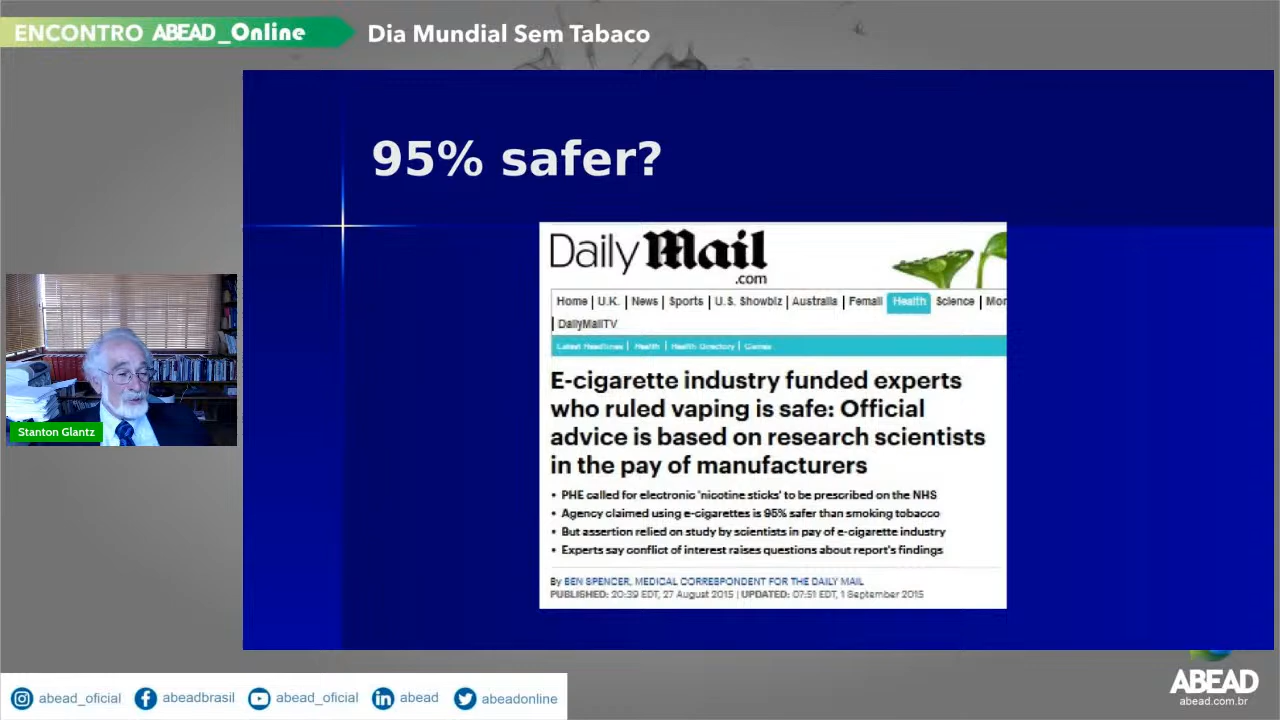 ENCONTRO ABEAD_Online
Dia Mundial Sem Tabaco
95% safer?
Daily Mail
.com
Home | U.K. | News | Sports | U.S. Showbiz | Australia | Femail | Health | Science | Mor
| DailyMailTV
Latest Headlines | Health | Health Directory | Games
E-cigarette industry funded experts
who ruled vaping is safe: Official
advice is based on research scientists
in the pay of manufacturers
• PHE called for electronic 'nicotine sticks' to be prescribed on the NHS
• Agency claimed using e-cigarettes is 95% safer than smoking tobacco
• But assertion relied on study by scientists in pay of e-cigarette industry
• Experts say conflict of interest raises questions about report's findings
By BEN SPENCER, MEDICAL CORRESPONDENT FOR THE DAILY MAIL
PUBLISHED: 20:39 EDT, 27 August 2015 | UPDATED: 07:51 EDT, 1 September 2015
Stanton Glantz
abead_oficial
abeadbrasil
abead_oficial
abead
abeadonline
ABEAD
abead.com.br